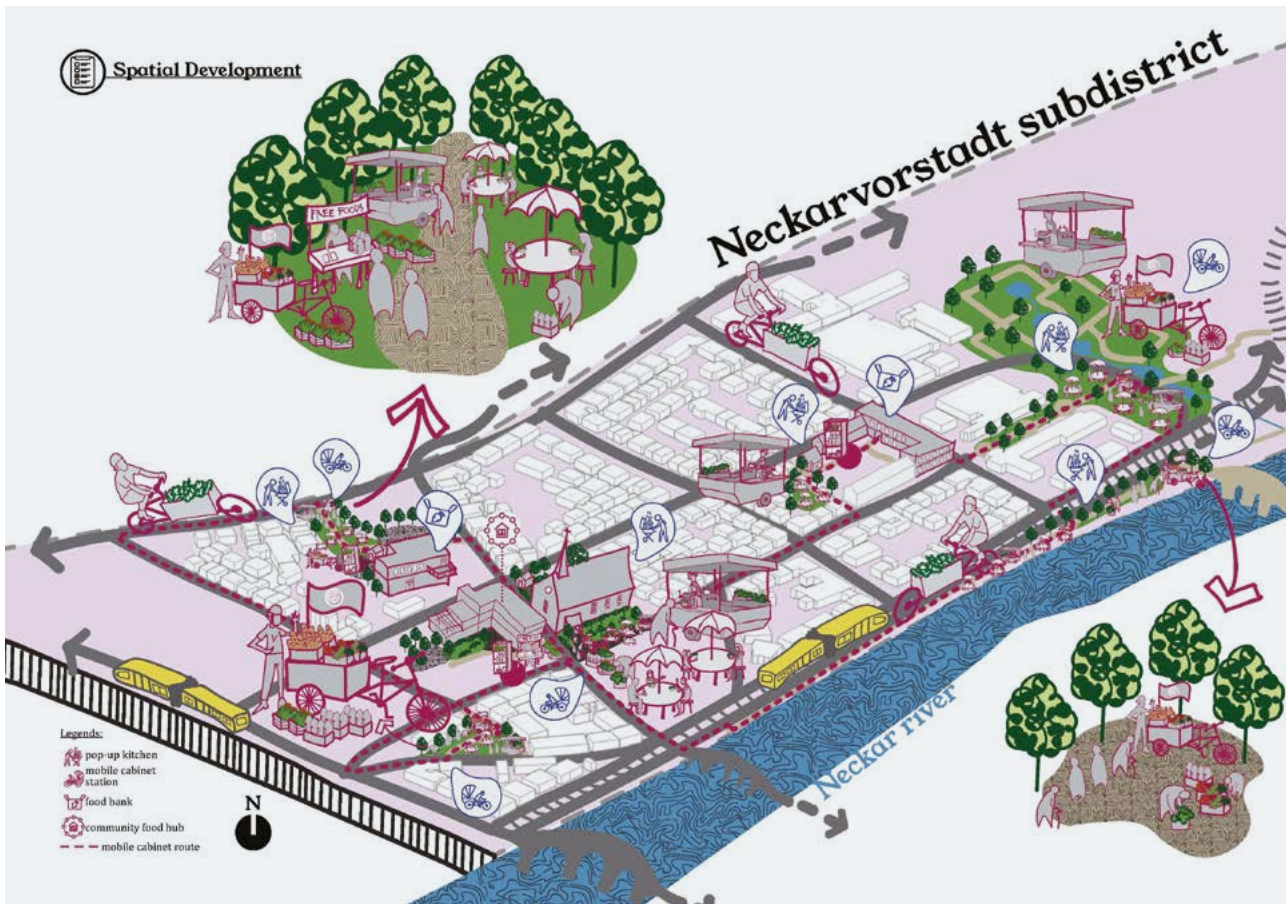 Spatial Development
Neckarvorstadt subdistrict
FREE FOODS
Neckar river
Legends:
pop-up kitchen
mobile cabinet
station
food bank
community food hub
mobile cabinet route
N